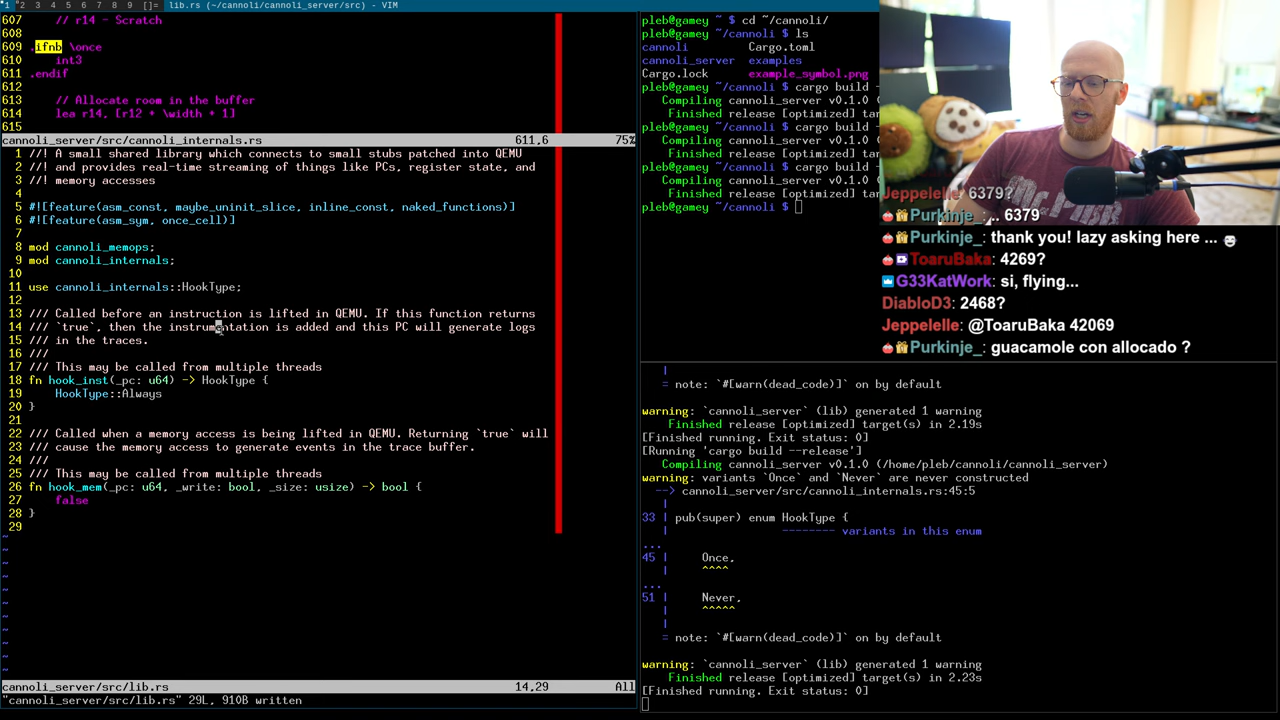 1 2 3 4 5 6 7 8 9 []= lib.rs (~/cannoli/cannoli_server/src) - VIM
607 // r14 - Scratch
608
609 .ifnb \once
610 int3
611 .endif
612
613 // Allocate room in the buffer
614 lea r14, [r12 + \width + 1]
615
cannoli_server/src/cannoli_internals.rs 611,6 75%
1 //! A small shared library which connects to small stubs patched into QEMU
2 //! and provides real-time streaming of things like PCs, register state, and
3 //! memory accesses
4
5 #![feature(asm_const, maybe_uninit_slice, inline_const, naked_functions)]
6 #![feature(asm_sym, once_cell)]
7
8 mod cannoli_memops;
9 mod cannoli_internals;
10
11 use cannoli_internals::HookType;
12
13 /// Called before an instruction is lifted in QEMU. If this function returns
14 /// `true`, then the instrumentation is added and this PC will generate logs
15 /// in the traces.
16 ///
17 /// This may be called from multiple threads
18 fn hook_inst(_pc: u64) -> HookType {
19 HookType::Always
20 }
21
22 /// Called when a memory access is being lifted in QEMU. Returning `true` will
23 /// cause the memory access to generate events in the trace buffer.
24 ///
25 /// This may be called from multiple threads
26 fn hook_mem(_pc: u64, _write: bool, _size: usize) -> bool {
27 false
28 }
29
~
~
~
~
~
~
~
~
~
~
~
cannoli_server/src/lib.rs 14,29 All
"cannoli_server/src/lib.rs" 29L, 910B written
pleb@gamey ~ $ cd ~/cannoli/
pleb@gamey ~/cannoli $ ls
cannoli Cargo.toml
cannoli_server examples
Cargo.lock example_symbol.png
pleb@gamey ~/cannoli $ cargo build -
Compiling cannoli_server v0.1.0 (
Finished release [optimized] tar
pleb@gamey ~/cannoli $ cargo build -
Compiling cannoli_server v0.1.0 (
Finished release [optimized] tar
pleb@gamey ~/cannoli $ cargo build -
Compiling cannoli_server v0.1.0 (
Finished release [optimized] tar
pleb@gamey ~/cannoli $
Jeppelelle 6379?
Purkinje_: .. 6379
Purkinje_: thank you! lazy asking here ...
ToaruBaka: 4269?
G33KatWork: si, flying...
DiabloD3: 2468?
Jeppelelle: @ToaruBaka 42069
Purkinje_: guacamole con allocado ?
|
= note: `#[warn(dead_code)]` on by default
warning: `cannoli_server` (lib) generated 1 warning
Finished release [optimized] target(s) in 2.19s
[Finished running. Exit status: 0]
[Running 'cargo build --release']
Compiling cannoli_server v0.1.0 (/home/pleb/cannoli/cannoli_server)
warning: variants `Once` and `Never` are never constructed
--> cannoli_server/src/cannoli_internals.rs:45:5
|
33 | pub(super) enum HookType {
| -------- variants in this enum
...
45 | Once,
| ^^^^
...
51 | Never,
| ^^^^^
|
= note: `#[warn(dead_code)]` on by default
warning: `cannoli_server` (lib) generated 1 warning
Finished release [optimized] target(s) in 2.23s
[Finished running. Exit status: 0]